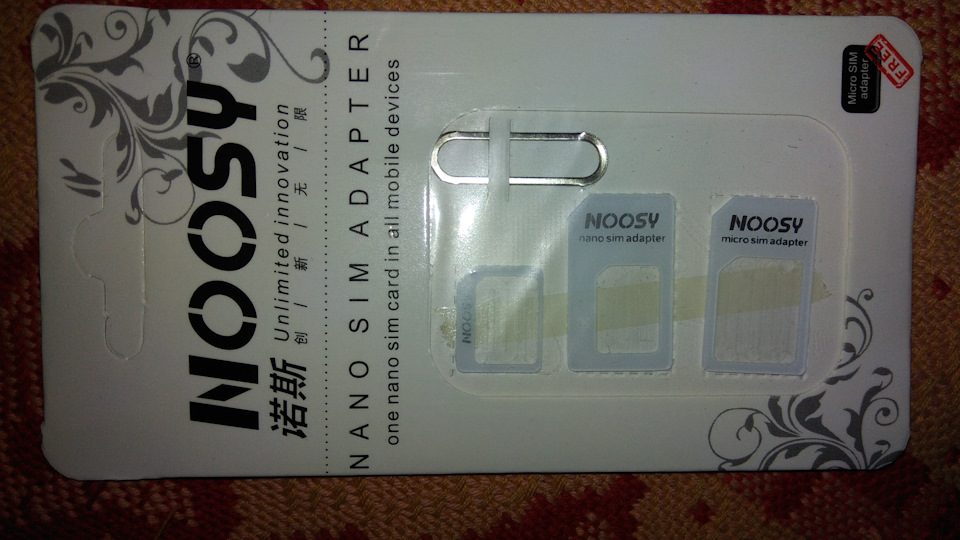 NOOSY®
诺斯
Unlimited innovation
创 / 新 / 无 / 限
NANO SIM ADAPTER
one nano sim card in all mobile devices
Micro SIM
adapter
FREE
NOOSY
NOOSY
nano sim adapter
NOOSY
micro sim adapter